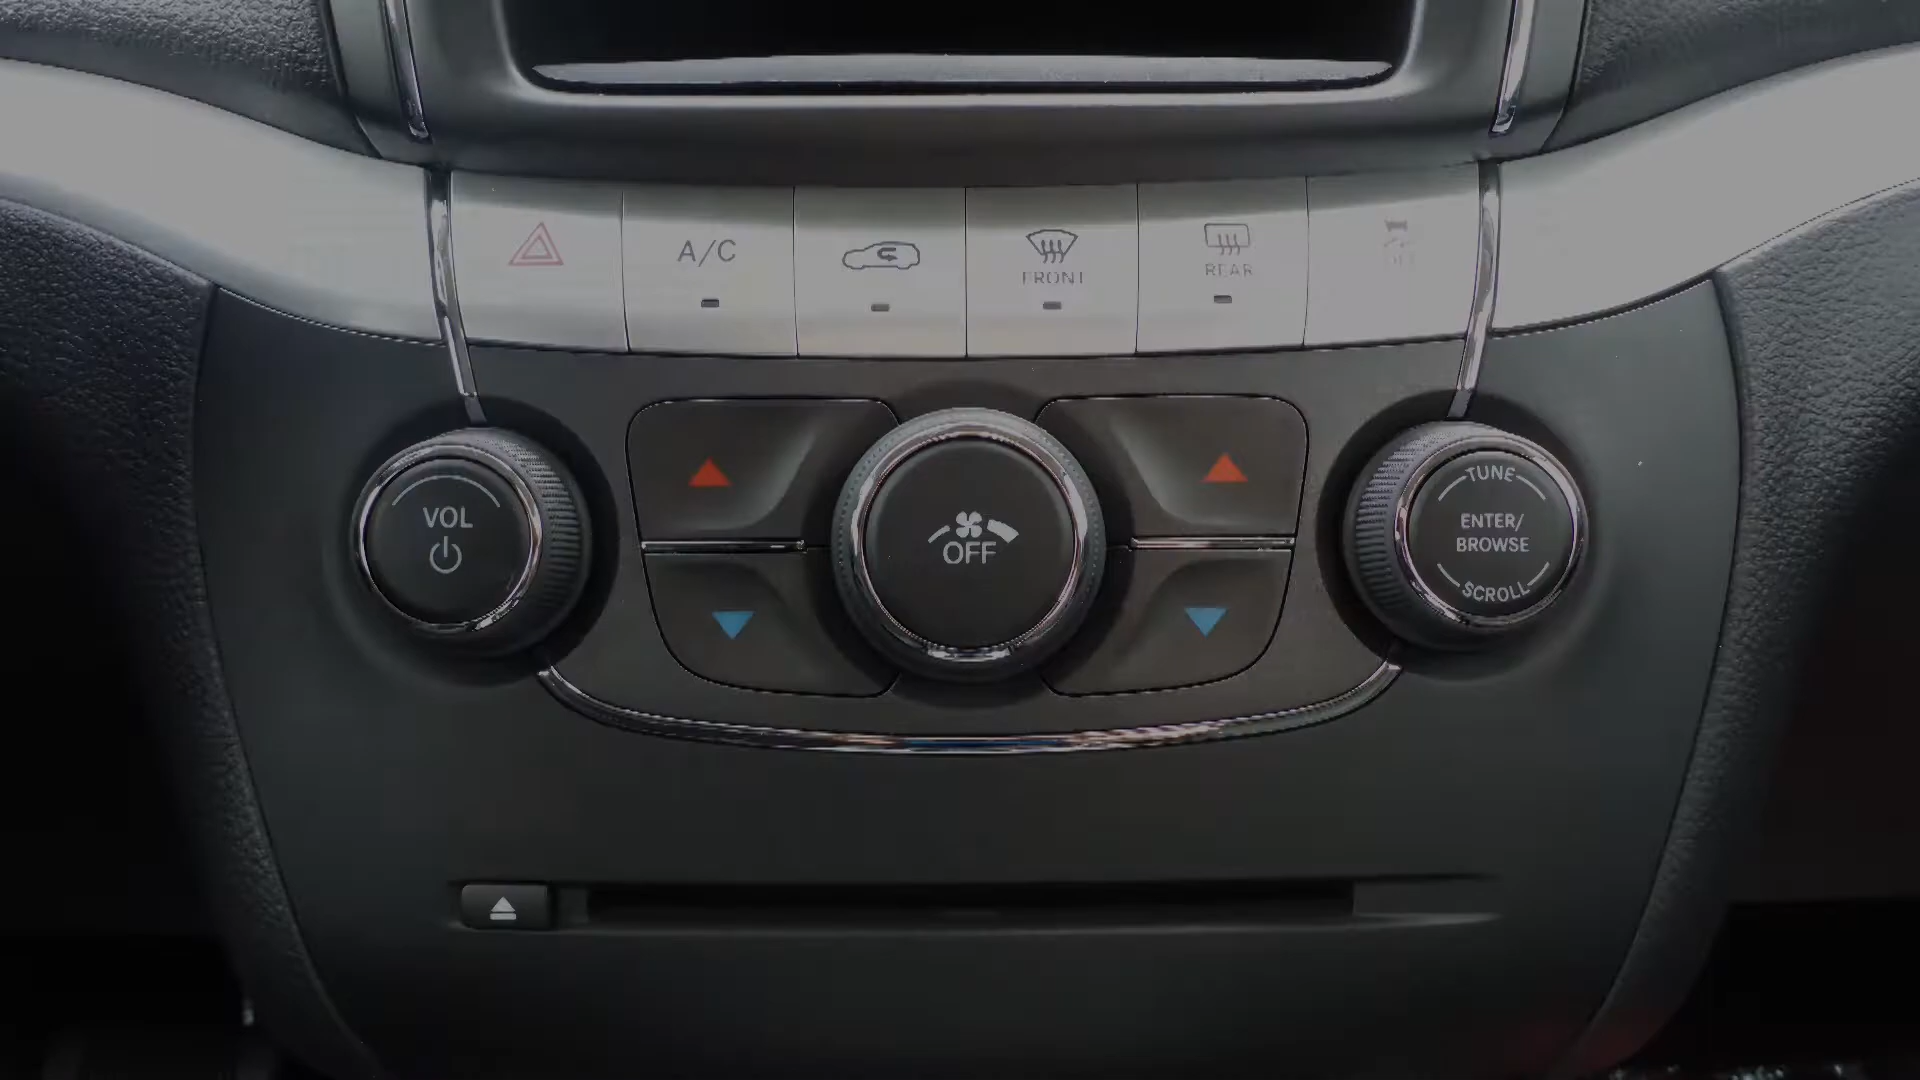 A/C
FRONT
REAR
VOL
OFF
TUNE
ENTER/
BROWSE
SCROLL